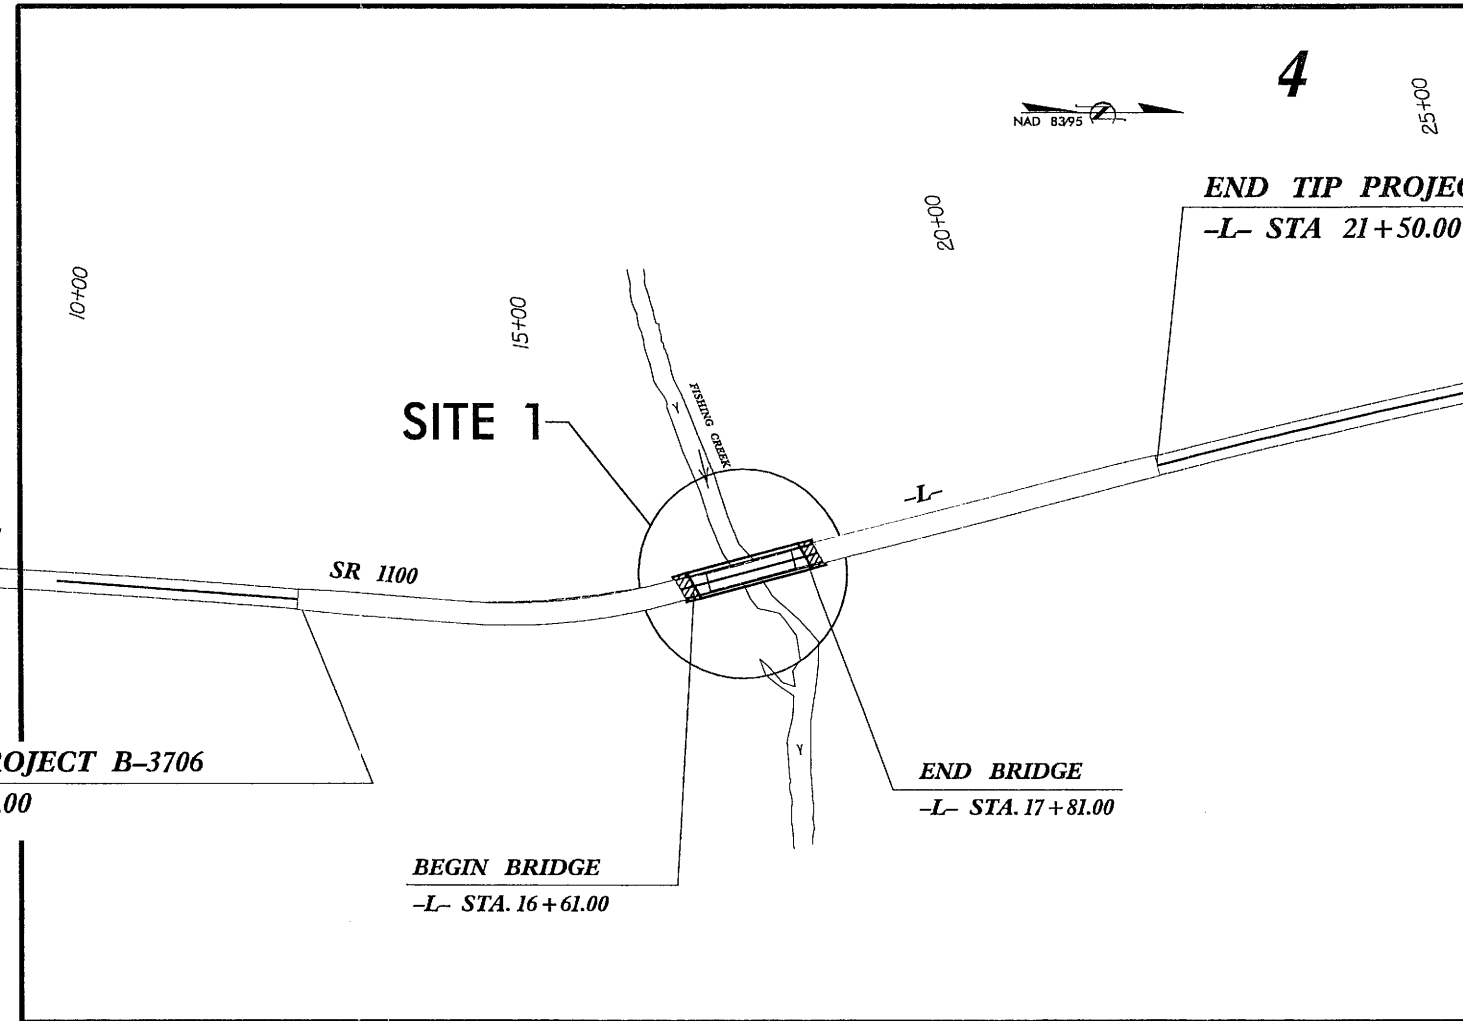 4
25+00
NAD 83/95
END TIP PROJEC
-L- STA 21+50.00
20+00
10+00
15+00
FISHING CREEK
SITE 1
-L-
SR 1100
ROJECT B-3706
.00
END BRIDGE
-L- STA. 17+81.00
BEGIN BRIDGE
-L- STA. 16+61.00